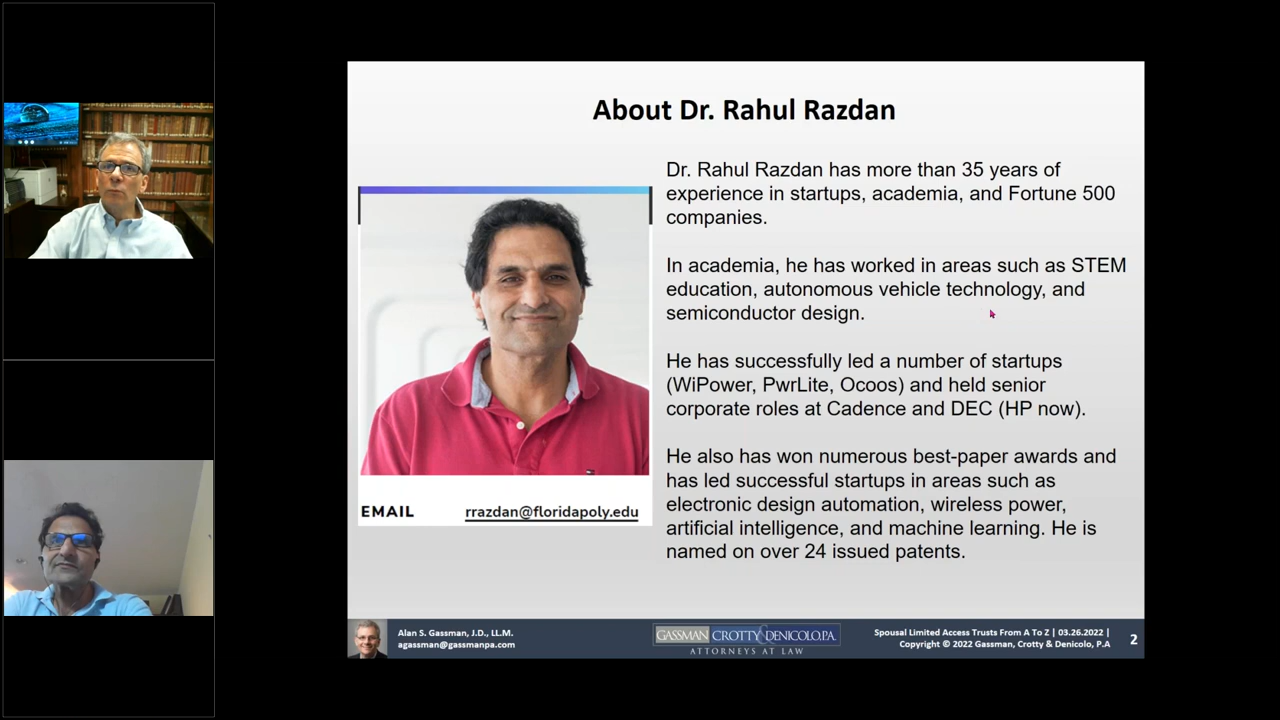 About Dr. Rahul Razdan
Dr. Rahul Razdan has more than 35 years of
experience in startups, academia, and Fortune 500
companies.
In academia, he has worked in areas such as STEM
education, autonomous vehicle technology, and
semiconductor design.
He has successfully led a number of startups
(WiPower, PwrLite, Ocoos) and held senior
corporate roles at Cadence and DEC (HP now).
He also has won numerous best-paper awards and
has led successful startups in areas such as
electronic design automation, wireless power,
artificial intelligence, and machine learning. He is
named on over 24 issued patents.
EMAIL rrazdan@floridapoly.edu
Alan S. Gassman, J.D., LL.M.
agassman@gassmanpa.com
GASSMAN CROTTY & DENICOLO, P.A.
ATTORNEYS AT LAW
Spousal Limited Access Trusts From A To Z | 03.26.2022 |
Copyright © 2022 Gassman, Crotty & Denicolo, P.A
2